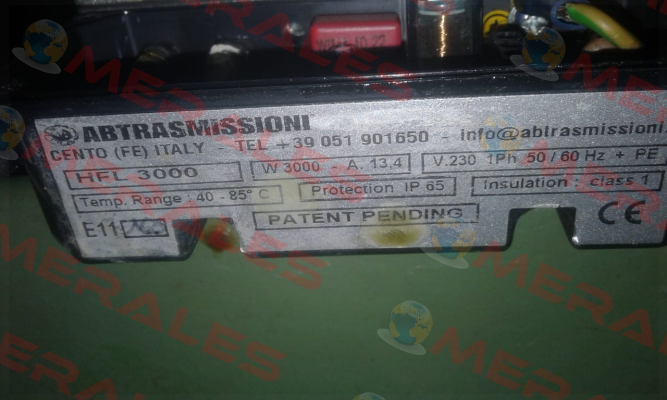 ABTRASMISSIONI
CENTO (FE) ITALY TEL +39 051 901650 - info@abtrasmissioni
HFL 3000 W 3000 - A. 13,4 V.230 1Ph 50 / 60 Hz + PE
Temp. Range : 40 - 85° C Protection IP 65 Insulation : class 1
E11 PATENT PENDING CE
MERALES
MERALES
MERALES
MERALES
MERALES